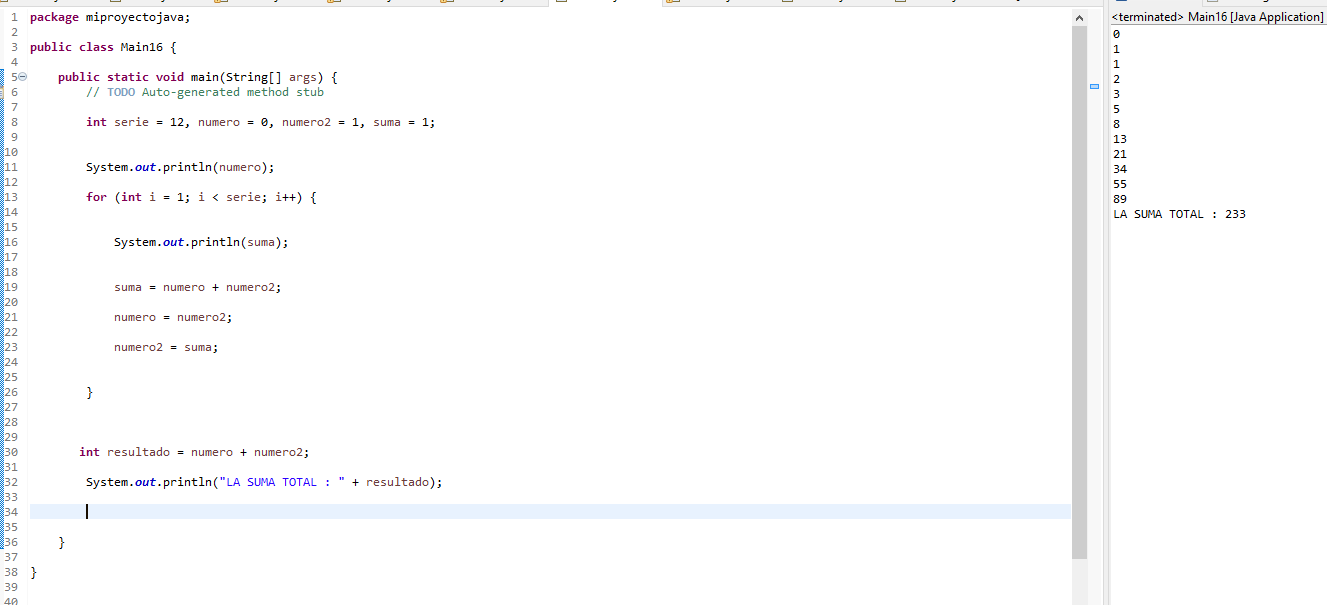 1 package miproyectojava;
2
3 public class Main16 {
4
5 public static void main(String[] args) {
6 // TODO Auto-generated method stub
7
8 int serie = 12, numero = 0, numero2 = 1, suma = 1;
9
10
11 System.out.println(numero);
12
13 for (int i = 1; i < serie; i++) {
14
15
16 System.out.println(suma);
17
18
19 suma = numero + numero2;
20
21 numero = numero2;
22
23 numero2 = suma;
24
25
26 }
27
28
29
30 int resultado = numero + numero2;
31
32 System.out.println("LA SUMA TOTAL : " + resultado);
33
34
35
36 }
37
38 }
39
40
<terminated> Main16 [Java Application]
0
1
1
2
3
5
8
13
21
34
55
89
LA SUMA TOTAL : 233